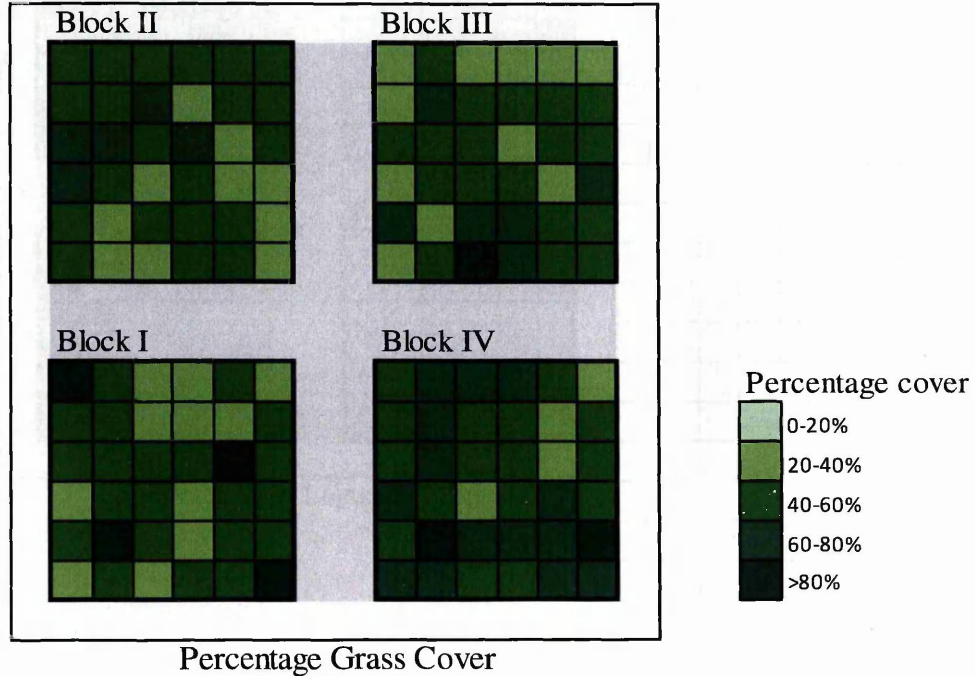 Block II
Block III
Block I
Block IV
Percentage cover
0-20%
20-40%
40-60%
60-80%
>80%
Percentage Grass Cover